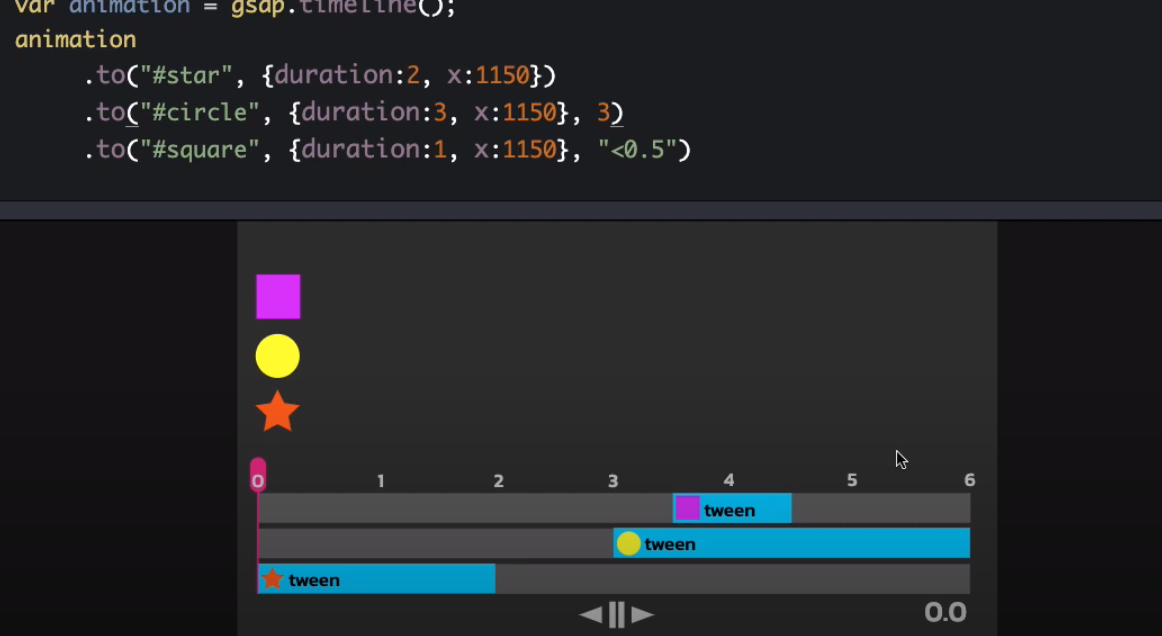 var animation = gsap.timeline();
animation
.to("#star", {duration:2, x:1150})
.to("#circle", {duration:3, x:1150}, 3)
.to("#square", {duration:1, x:1150}, "<0.5")
0 1 2 3 4 5 6
tween
tween
tween
0.0